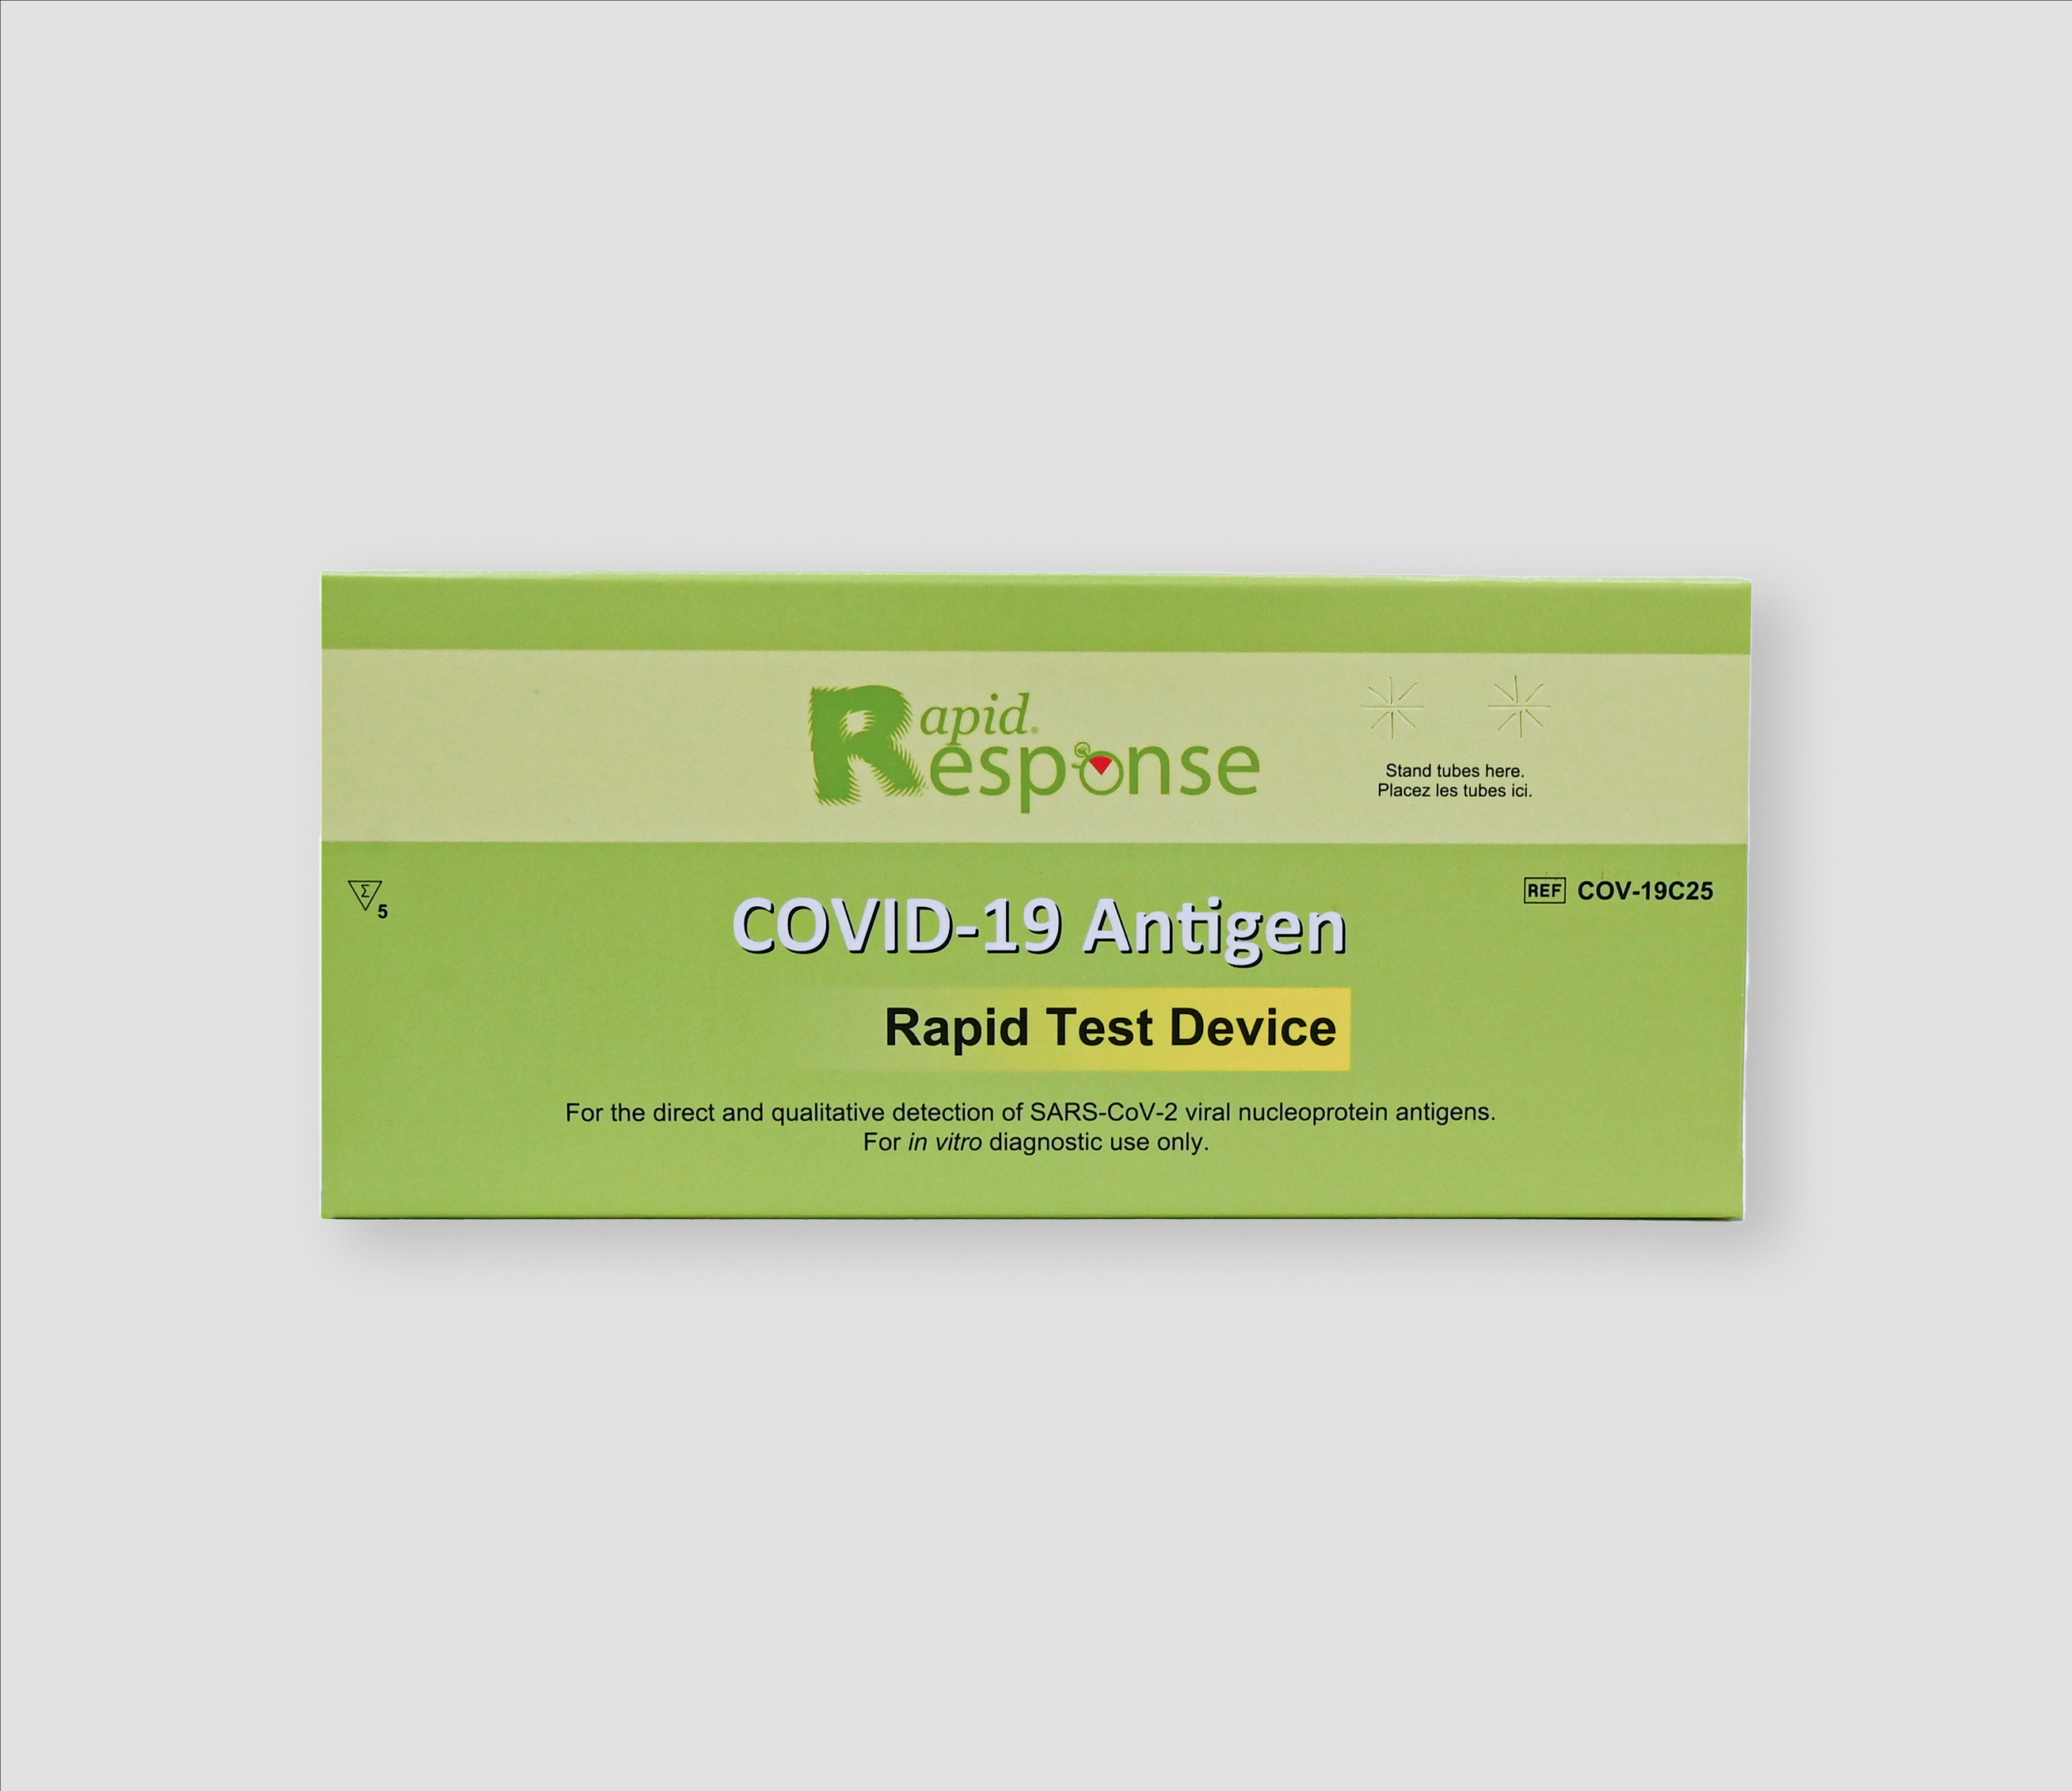 Rapid®
Response
Stand tubes here.
Placez les tubes ici.
Σ 5
REF COV-19C25
COVID-19 Antigen
Rapid Test Device
For the direct and qualitative detection of SARS-CoV-2 viral nucleoprotein antigens.
For in vitro diagnostic use only.